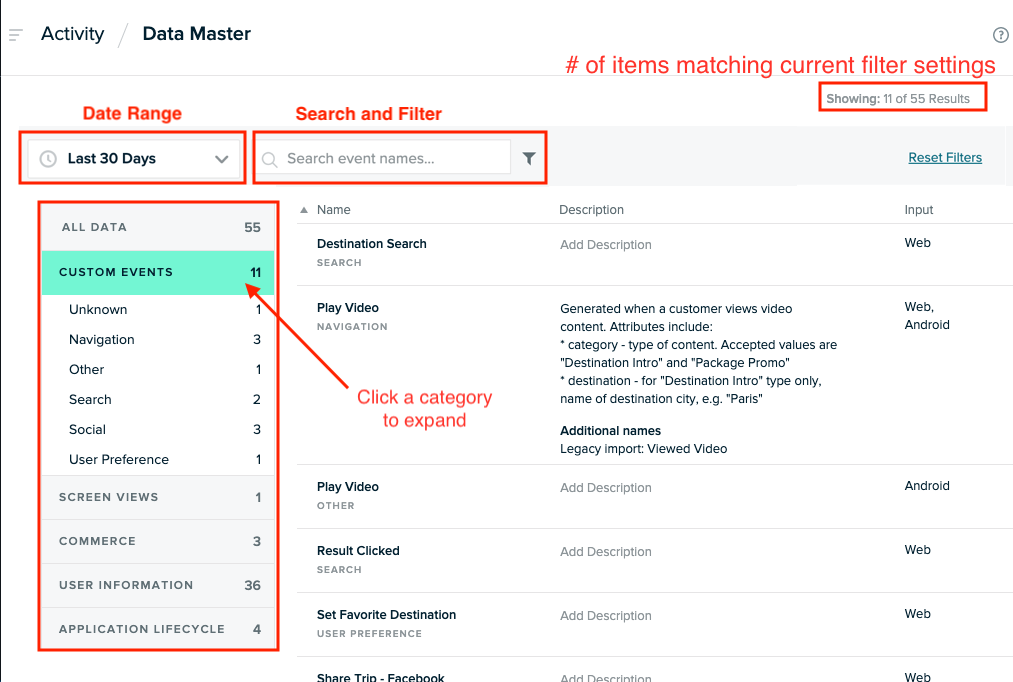 Activity / Data Master
# of items matching current filter settings
Showing: 11 of 55 Results
Date Range
Search and Filter
Last 30 Days
Search event names...
Reset Filters
ALL DATA 55
CUSTOM EVENTS 11
Unknown 1
Navigation 3
Other 1
Search 2
Social 3
User Preference 1
SCREEN VIEWS 1
COMMERCE 3
USER INFORMATION 36
APPLICATION LIFECYCLE 4
Click a category
to expand
Name Description Input
Destination Search Add Description Web
SEARCH
Play Video
NAVIGATION
Generated when a customer views video
content. Attributes include:
* category - type of content. Accepted values are
"Destination Intro" and "Package Promo"
* destination - for "Destination Intro" type only,
name of destination city, e.g. "Paris"
Additional names
Legacy import: Viewed Video
Web,
Android
Play Video Add Description Android
OTHER
Result Clicked Add Description Web
SEARCH
Set Favorite Destination Add Description Web
USER PREFERENCE
Share Trip - Facebook Add Description Web